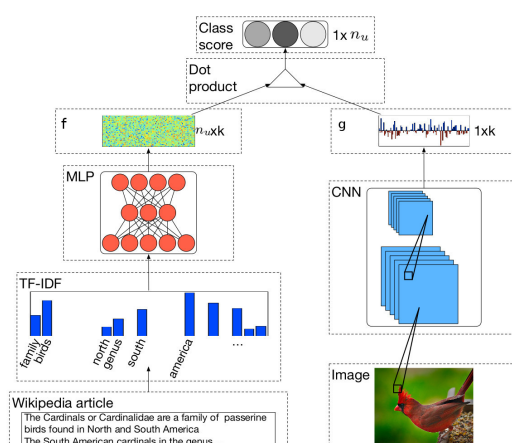 Class
score
1x nu
Dot
product
f
nuxk
g
1xk
MLP
CNN
TF-IDF
family
birds
north
genus
south
america
...
Image
Wikipedia article
The Cardinals or Cardinalidae are a family of passerine
birds found in North and South America
The South American cardinals in the genus